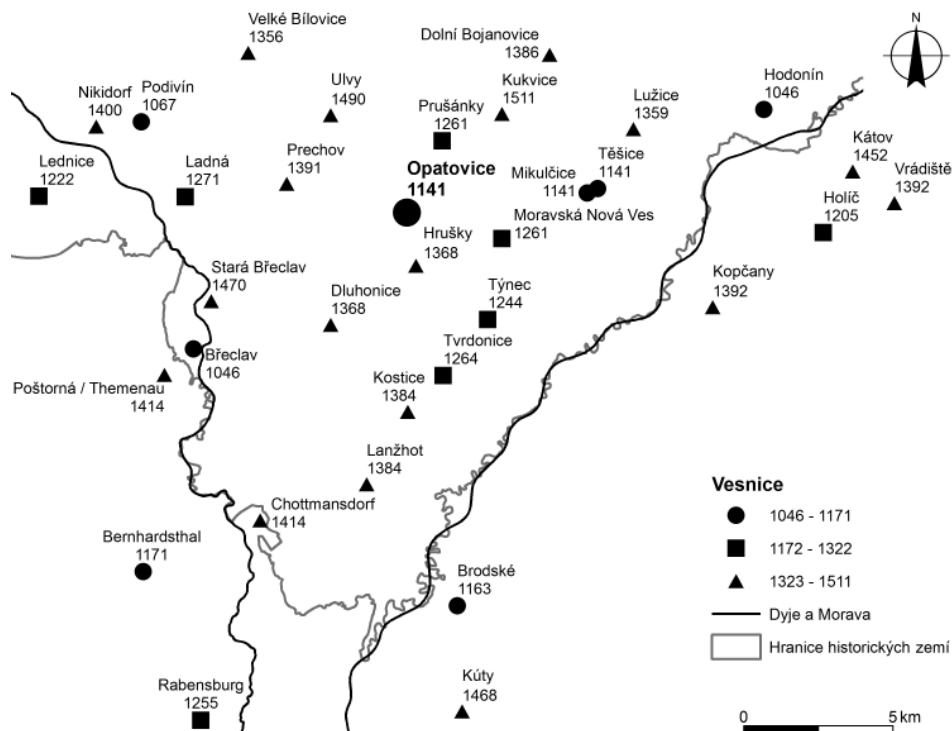 Velké Bílovice
1356
Dolní Bojanovice
1386
N
Nikidorf
1400
Podivín
1067
Ulvy
1490
Kukvice
1511
Hodonín
1046
Prušánky
1261
Lužice
1359
Lednice
1222
Ladná
1271
Prechov
1391
Opatovice
1141
Mikulčice
1141
Těšice
1141
Kátov
1452
Vrádiště
1392
Holíč
1205
Moravská Nová Ves
1261
Hrušky
1368
Stará Břeclav
1470
Dluhonice
1368
Týnec
1244
Kopčany
1392
Břeclav
1046
Tvrdonice
1264
Poštorná / Themenau
1414
Kostice
1384
Lanžhot
1384
Chottmansdorf
1414
Bernhardsthal
1171
Brodské
1163
Rabensburg
1255
Kúty
1468
Vesnice
1046 - 1171
1172 - 1322
1323 - 1511
Dyje a Morava
Hranice historických zemí
0
5 km